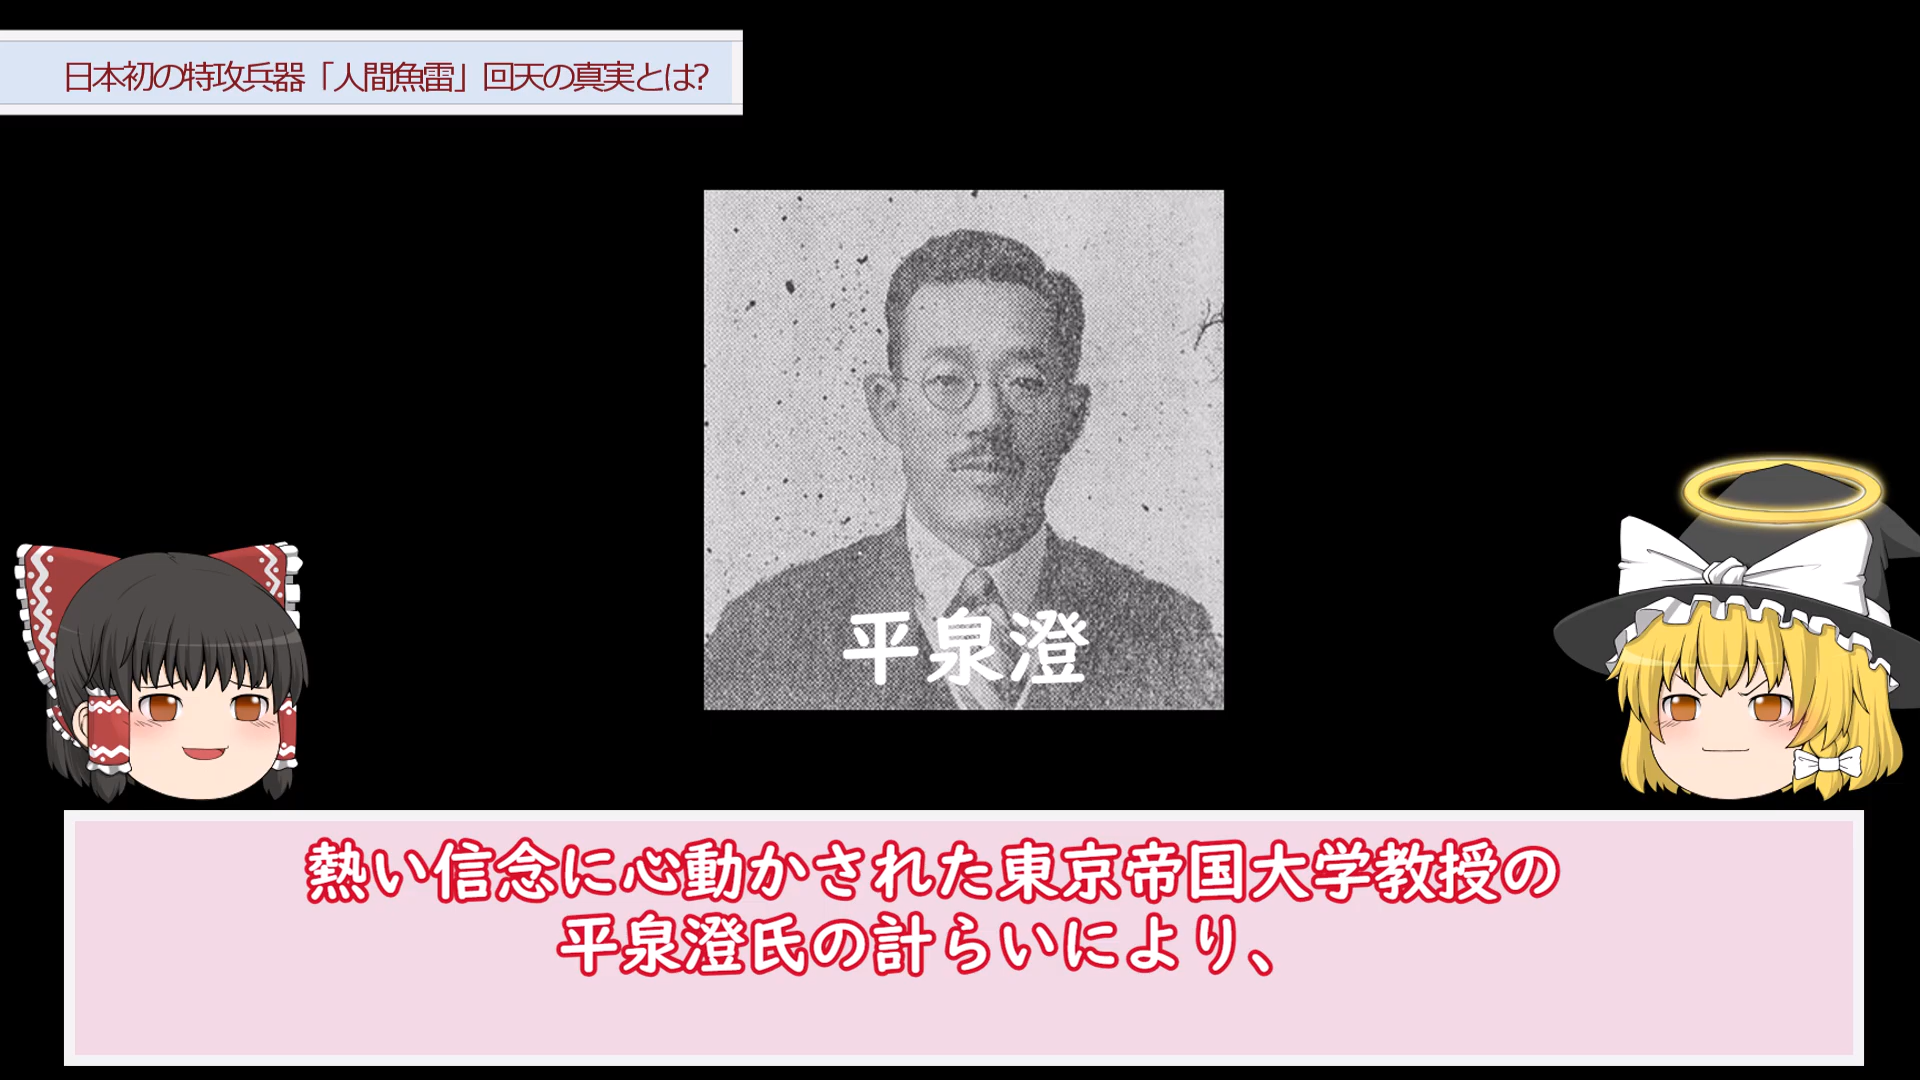 日本初の特攻兵器「人間魚雷」回天の真実とは?
平泉澄
熱い信念に心動かされた東京帝国大学教授の
平泉澄氏の計らいにより、